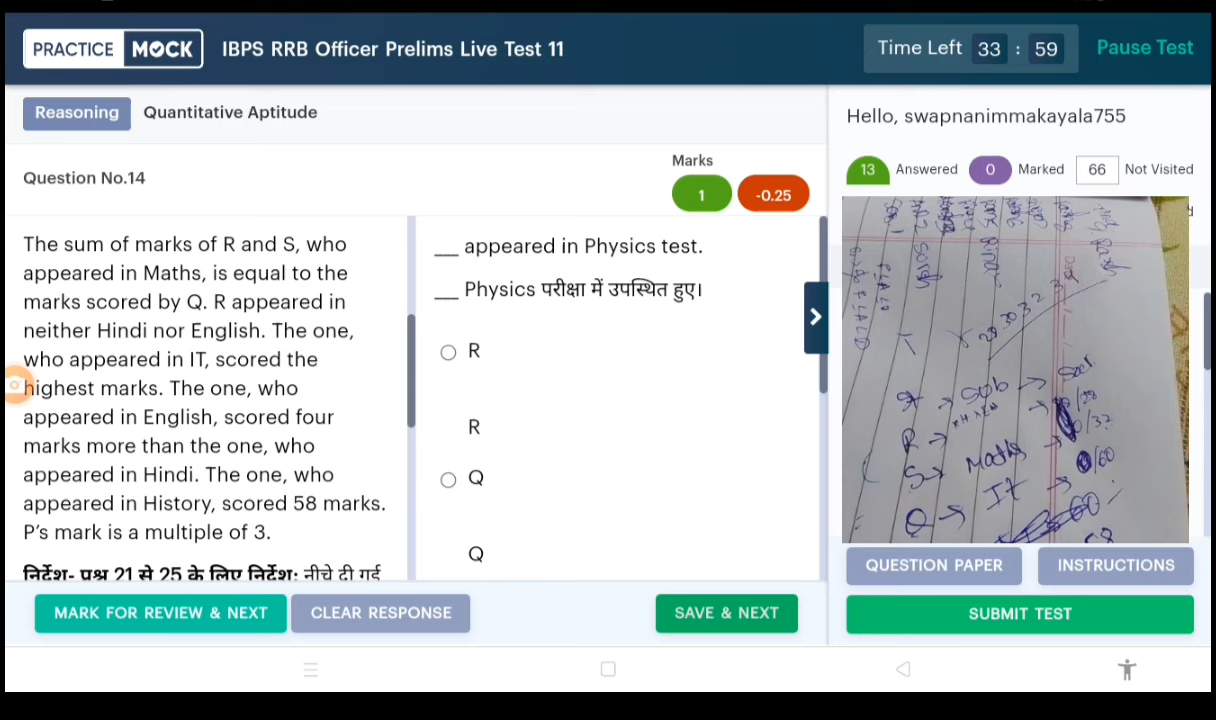 PRACTICE MOCK IBPS RRB Officer Prelims Live Test 11
Time Left 33 : 59 Pause Test
Reasoning Quantitative Aptitude
Hello, swapnanimmakayala755
Question No.14
Marks
1 -0.25
13 Answered 0 Marked 66 Not Visited
The sum of marks of R and S, who
appeared in Maths, is equal to the
marks scored by Q. R appeared in
neither Hindi nor English. The one,
who appeared in IT, scored the
highest marks. The one, who
appeared in English, scored four
marks more than the one, who
appeared in Hindi. The one, who
appeared in History, scored 58 marks.
P's mark is a multiple of 3.
निर्देश- प्रश्न 21 से 25 के लिए निर्देश: नीचे दी गई
___ appeared in Physics test.
___ Physics परीक्षा में उपस्थित हुए।
R
R
Q
Q
Sub
R
S → Maths
Q → It
QUESTION PAPER INSTRUCTIONS
MARK FOR REVIEW & NEXT CLEAR RESPONSE SAVE & NEXT
SUBMIT TEST